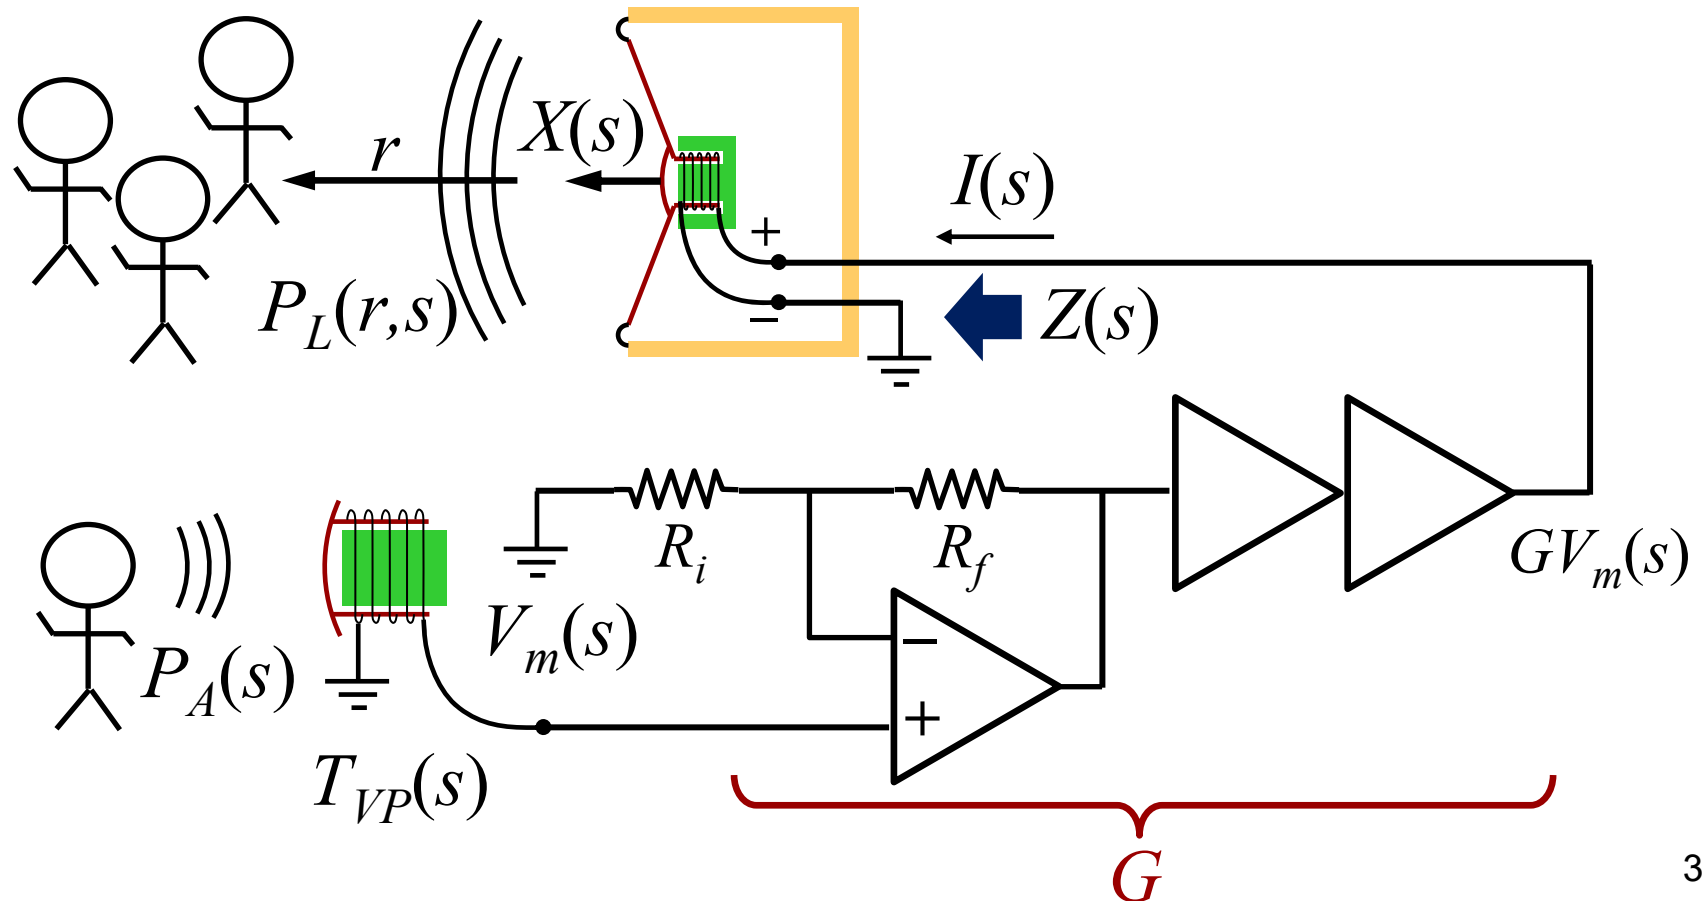 r
X(s)
I(s)
+
P_L(r,s)
−
Z(s)
R_i
R_f
GV_m(s)
V_m(s)
−
P_A(s)
+
T_VP(s)
G
3